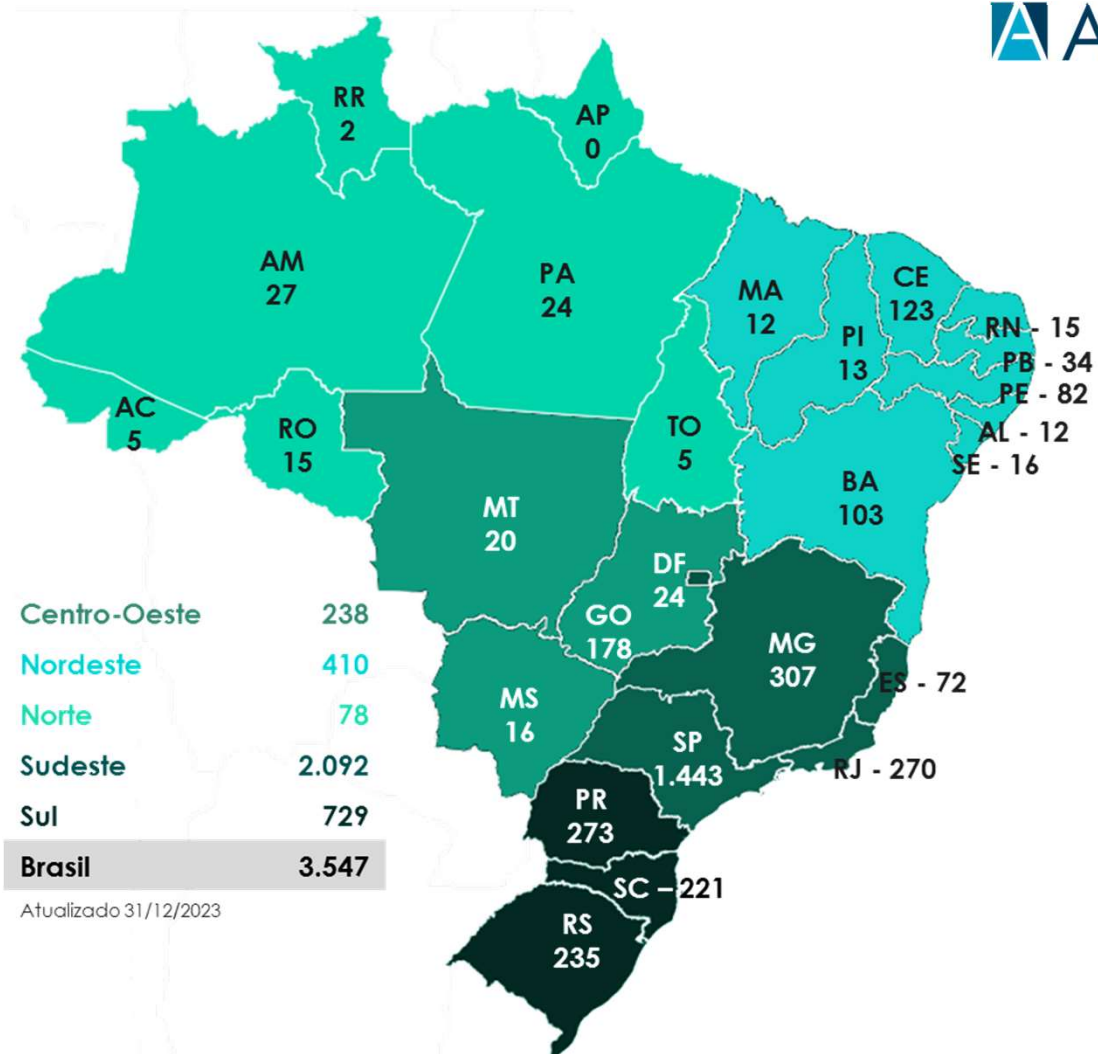 A A
RR
2
AP
0
AM
27
PA
24
MA
12
CE
123
PI
13
RN - 15
PB - 34
PE - 82
AL - 12
SE - 16
AC
5
RO
15
TO
5
BA
103
MT
20
DF
24
GO
178
MG
307
ES - 72
MS
16
SP
1.443
RJ - 270
PR
273
SC – 221
RS
235
Centro-Oeste 238
Nordeste 410
Norte 78
Sudeste 2.092
Sul 729
Brasil 3.547
Atualizado 31/12/2023